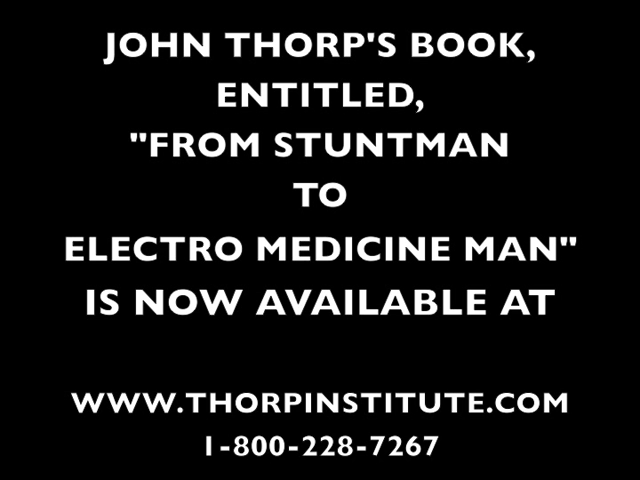 JOHN THORP'S BOOK,
ENTITLED,
"FROM STUNTMAN
TO
ELECTRO MEDICINE MAN"
IS NOW AVAILABLE AT
WWW.THORPINSTITUTE.COM
1-800-228-7267